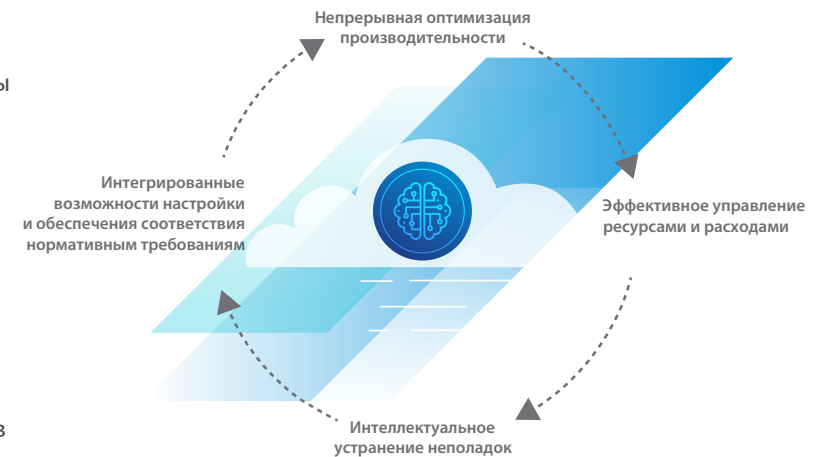 Непрерывная оптимизация
производительности
ы
Интегрированные
возможности настройки
и обеспечения соответствия
нормативным требованиям
Эффективное управление
ресурсами и расходами
в
Интеллектуальное
устранение неполадок